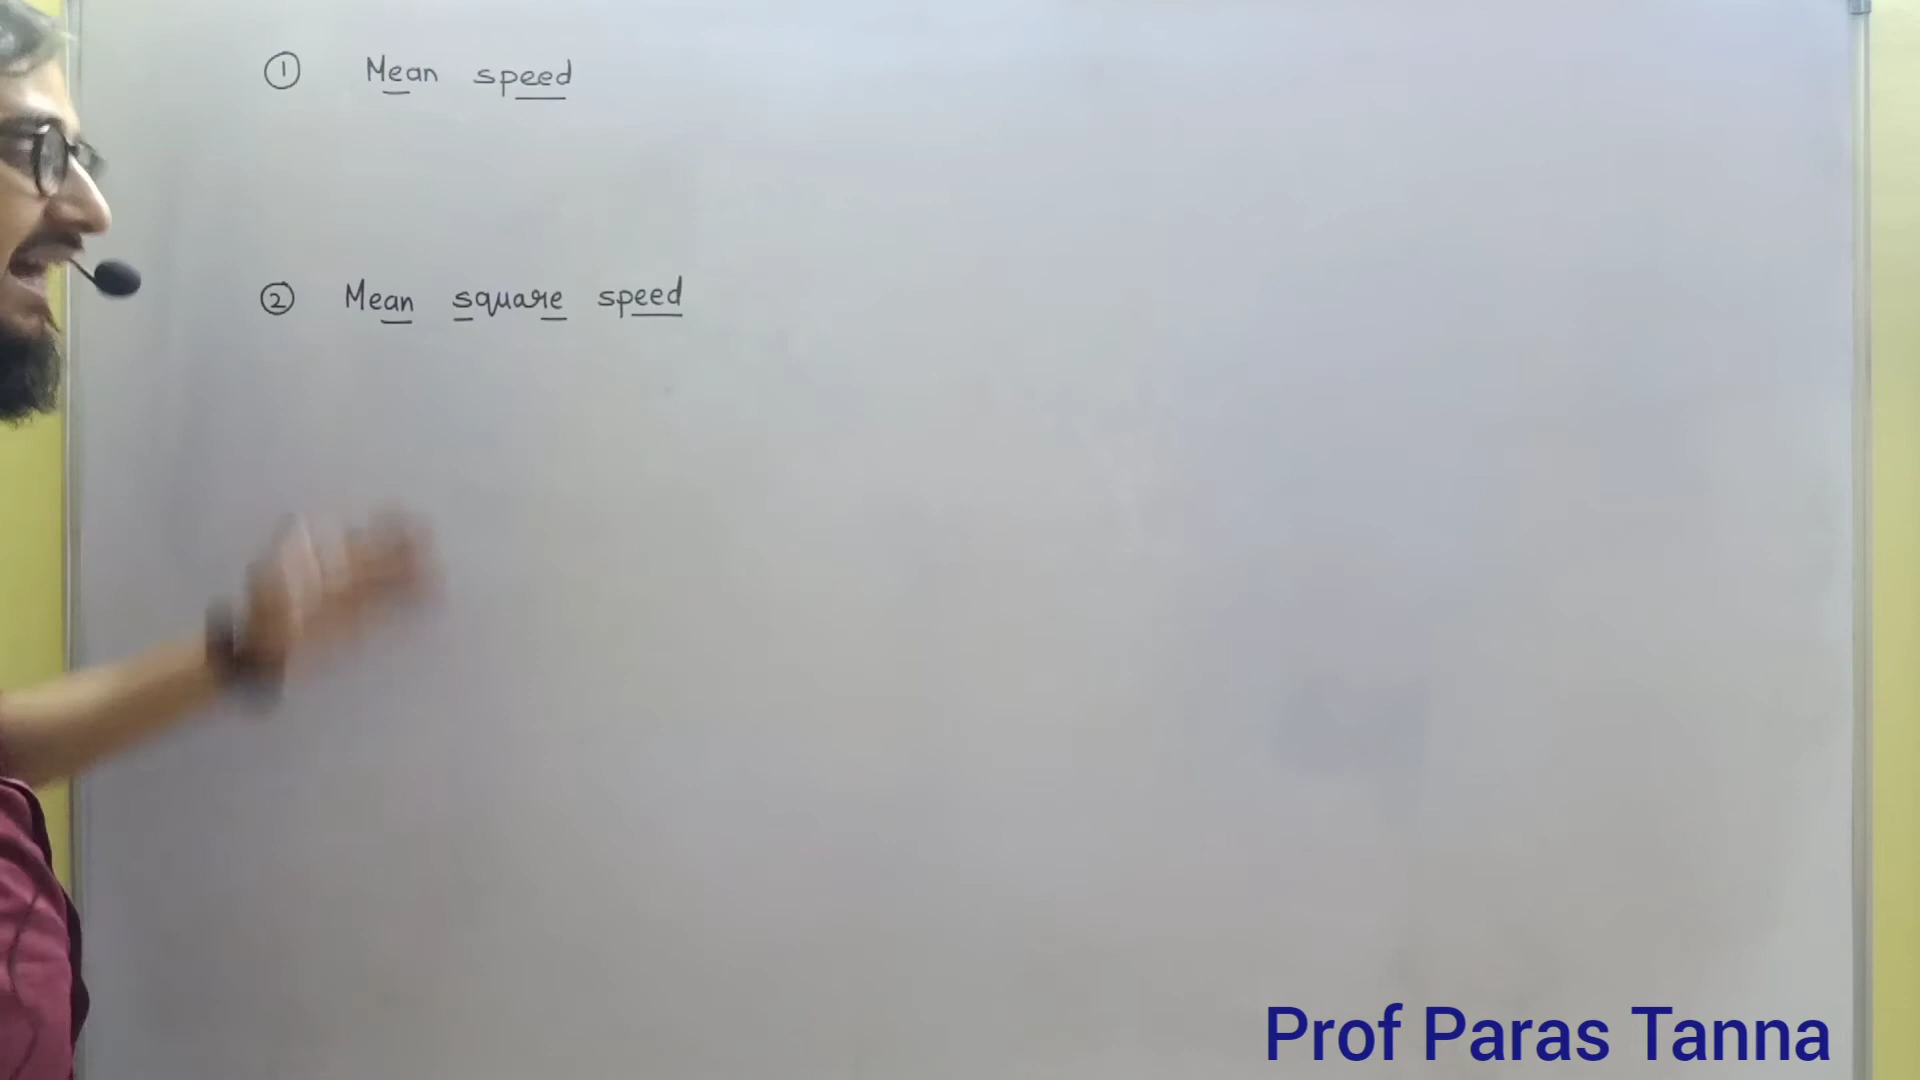 ① Mean speed
② Mean square speed
Prof Paras Tanna